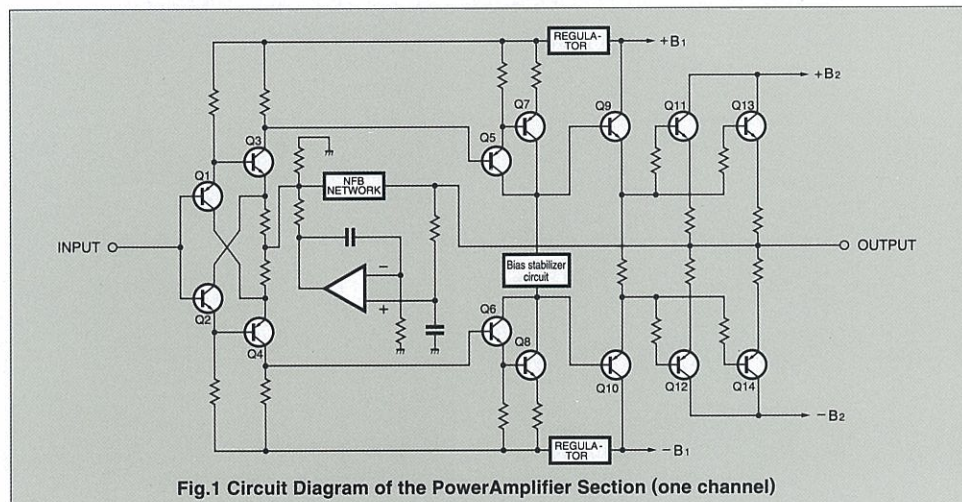 REGULA-
TOR
+B1
+B2
Q7
Q9
Q11
Q13
Q3
Q5
Q1
NFB
NETWORK
INPUT
OUTPUT
−
Bias stabilizer
circuit
+
Q2
Q6
Q4
Q8
Q10
Q12
Q14
−B2
REGULA-
TOR
−B1
Fig.1 Circuit Diagram of the PowerAmplifier Section (one channel)